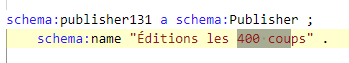 schema:publisher131 a schema:Publisher ;
schema:name "Éditions les 400 coups" .